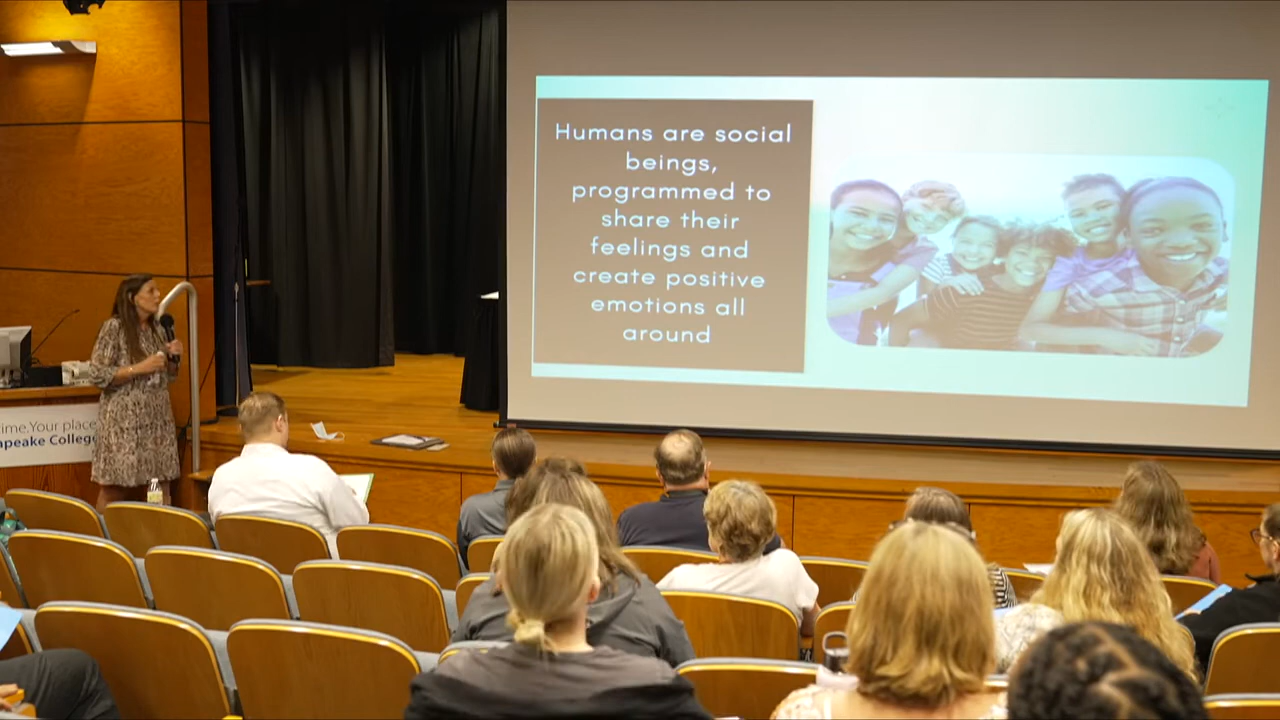 Humans are social
beings,
programmed to
share their
feelings and
create positive
emotions all
around
ime.Your place
apeake College